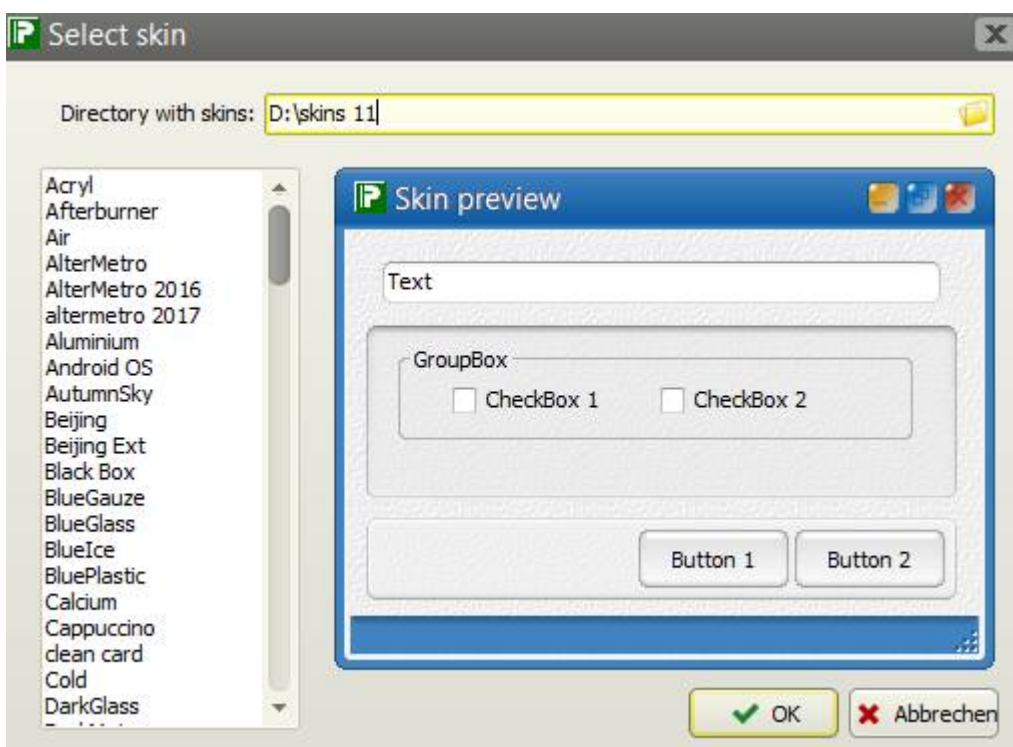 Select skin
Directory with skins: D:\skins 11
Acryl
Afterburner
Air
AlterMetro
AlterMetro 2016
altermetro 2017
Aluminium
Android OS
AutumnSky
Beijing
Beijing Ext
Black Box
BlueGauze
BlueGlass
BlueIce
BluePlastic
Calcium
Cappuccino
clean card
Cold
DarkGlass
Skin preview
Text
GroupBox
CheckBox 1 CheckBox 2
Button 1 Button 2
OK Abbrechen